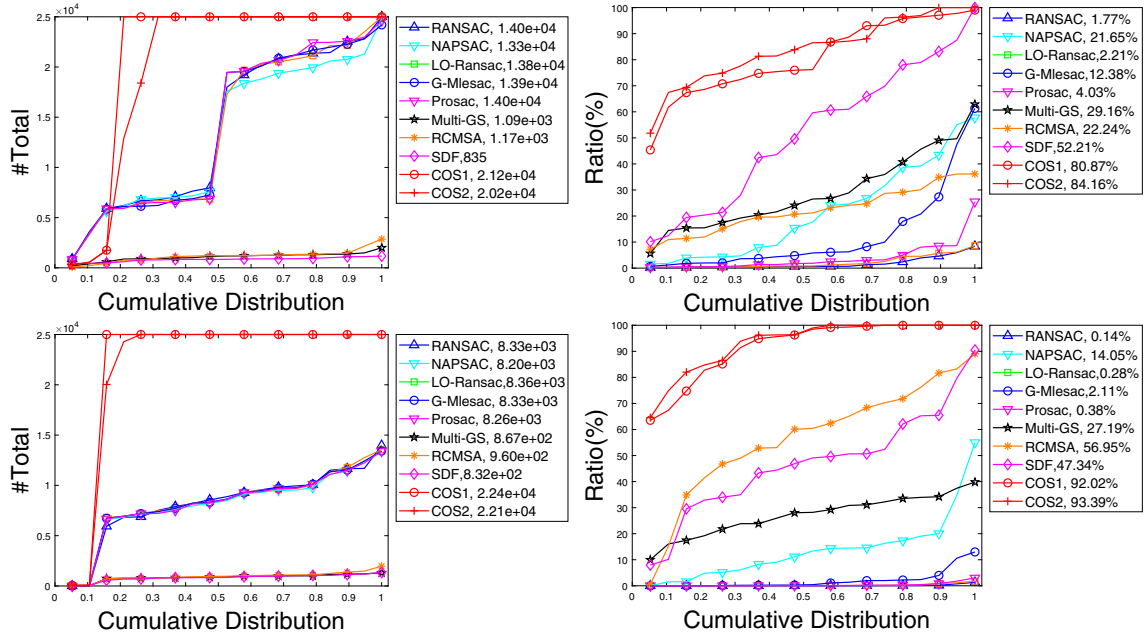 ×10^4
#Total
2.5
2
1.5
1
0.5
0
0 0.1 0.2 0.3 0.4 0.5 0.6 0.7 0.8 0.9 1
Cumulative Distribution
RANSAC, 1.40e+04
NAPSAC, 1.33e+04
LO-Ransac,1.38e+04
G-Mlesac, 1.39e+04
Prosac, 1.40e+04
Multi-GS, 1.09e+03
RCMSA, 1.17e+03
SDF,835
COS1, 2.12e+04
COS2, 2.02e+04
Ratio(%)
100
90
80
70
60
50
40
30
20
10
0
0 0.1 0.2 0.3 0.4 0.5 0.6 0.7 0.8 0.9 1
Cumulative Distribution
RANSAC, 1.77%
NAPSAC, 21.65%
LO-Ransac,2.21%
G-Mlesac, 12.38%
Prosac, 4.03%
Multi-GS, 29.16%
RCMSA, 22.24%
SDF,52.21%
COS1, 80.87%
COS2, 84.16%
×10^4
#Total
2.5
2
1.5
1
0.5
0
0 0.1 0.2 0.3 0.4 0.5 0.6 0.7 0.8 0.9 1
Cumulative Distribution
RANSAC, 8.33e+03
NAPSAC, 8.20e+03
LO-Ransac,8.36e+03
G-Mlesac, 8.33e+03
Prosac, 8.26e+03
Multi-GS, 8.67e+02
RCMSA, 9.60e+02
SDF,8.32e+02
COS1, 2.24e+04
COS2, 2.21e+04
Ratio(%)
100
90
80
70
60
50
40
30
20
10
0
0 0.1 0.2 0.3 0.4 0.5 0.6 0.7 0.8 0.9 1
Cumulative Distribution
RANSAC, 0.14%
NAPSAC, 14.05%
LO-Ransac,0.28%
G-Mlesac,2.11%
Prosac, 0.38%
Multi-GS, 27.19%
RCMSA, 56.95%
SDF,47.34%
COS1, 92.02%
COS2, 93.39%